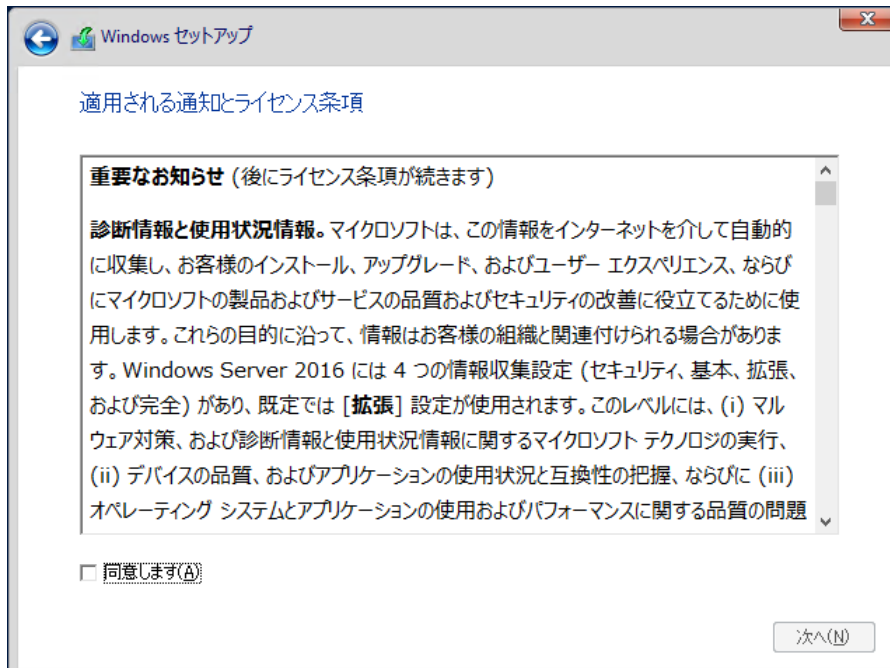 Windows セットアップ
適用される通知とライセンス条項
重要なお知らせ (後にライセンス条項が続きます)
診断情報と使用状況情報。マイクロソフトは、この情報をインターネットを介して自動的
に収集し、お客様のインストール、アップグレード、およびユーザー エクスペリエンス、ならび
にマイクロソフトの製品およびサービスの品質およびセキュリティの改善に役立てるために使
用します。これらの目的に沿って、情報はお客様の組織と関連付けられる場合がありま
す。Windows Server 2016 には 4 つの情報収集設定 (セキュリティ、基本、拡張、
および完全) があり、既定では [拡張] 設定が使用されます。このレベルには、(i) マル
ウェア対策、および診断情報と使用状況情報に関するマイクロソフト テクノロジの実行、
(ii) デバイスの品質、およびアプリケーションの使用状況と互換性の把握、ならびに (iii)
オペレーティング システムとアプリケーションの使用およびパフォーマンスに関する品質の問題
同意します(A)
次へ(N)